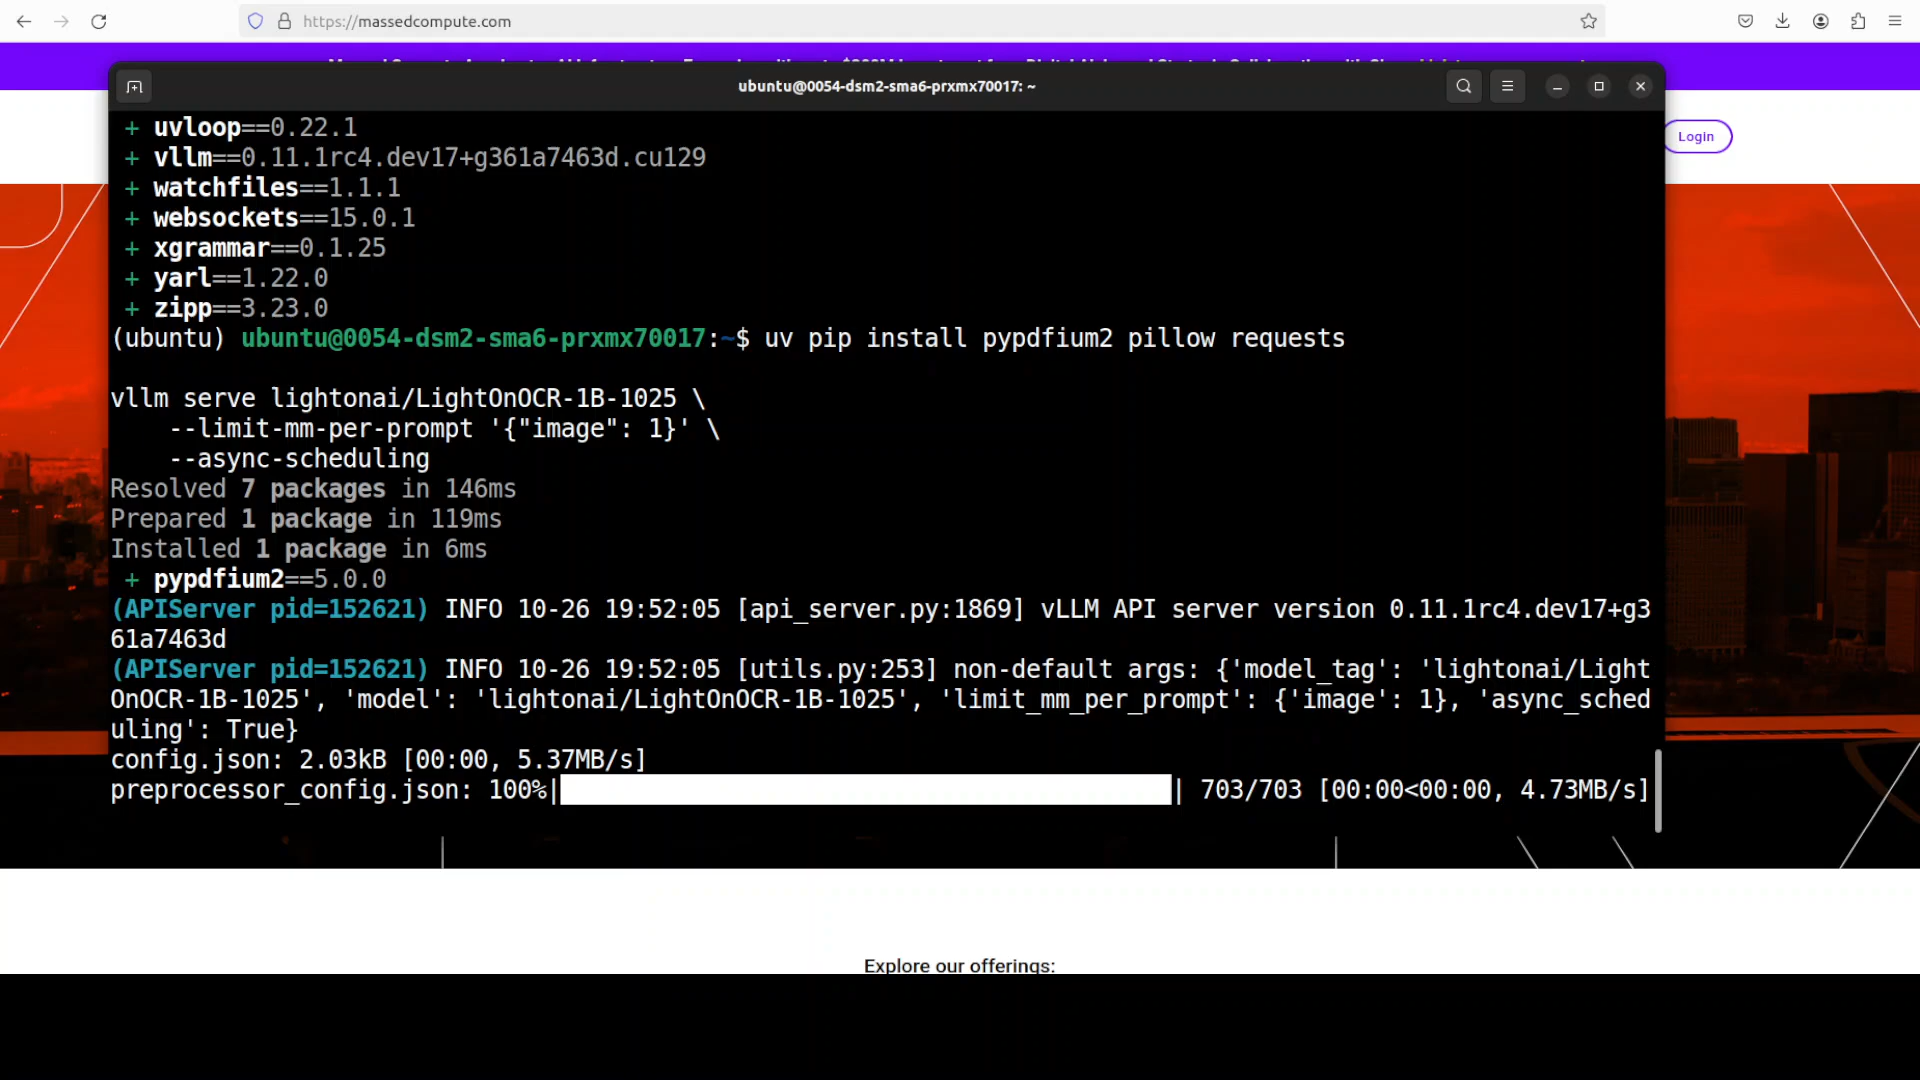 https://massedcompute.com
ubuntu@0054-dsm2-sma6-prxmx70017: ~
Login
+ uvloop==0.22.1
+ vllm==0.11.1rc4.dev17+g361a7463d.cu129
+ watchfiles==1.1.1
+ websockets==15.0.1
+ xgrammar==0.1.25
+ yarl==1.22.0
+ zipp==3.23.0
(ubuntu) ubuntu@0054-dsm2-sma6-prxmx70017:~$ uv pip install pypdfium2 pillow requests
vllm serve lightonai/LightOnOCR-1B-1025 \
    --limit-mm-per-prompt '{"image": 1}' \
    --async-scheduling
Resolved 7 packages in 146ms
Prepared 1 package in 119ms
Installed 1 package in 6ms
+ pypdfium2==5.0.0
(APIServer pid=152621) INFO 10-26 19:52:05 [api_server.py:1869] vLLM API server version 0.11.1rc4.dev17+g3
61a7463d
(APIServer pid=152621) INFO 10-26 19:52:05 [utils.py:253] non-default args: {'model_tag': 'lightonai/Light
OnOCR-1B-1025', 'model': 'lightonai/LightOnOCR-1B-1025', 'limit_mm_per_prompt': {'image': 1}, 'async_sched
uling': True}
config.json: 2.03kB [00:00, 5.37MB/s]
preprocessor_config.json: 100%| | 703/703 [00:00<00:00, 4.73MB/s]
Explore our offerings: